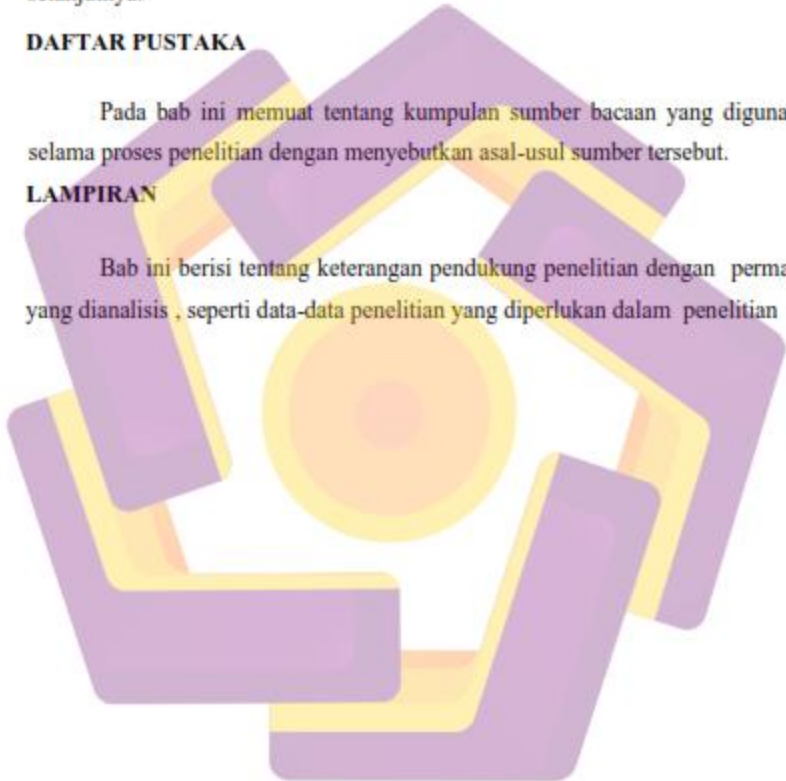 DAFTAR PUSTAKA
Pada bab ini memuat tentang kumpulan sumber bacaan yang
selama proses penelitian dengan menyebutkan asal-usul sumber tersebut.
LAMPIRAN
Bab ini berisi tentang keterangan pendukung penelitian dengan
yang dianalisis , seperti data-data penelitian yang diperlukan dalam penelitian